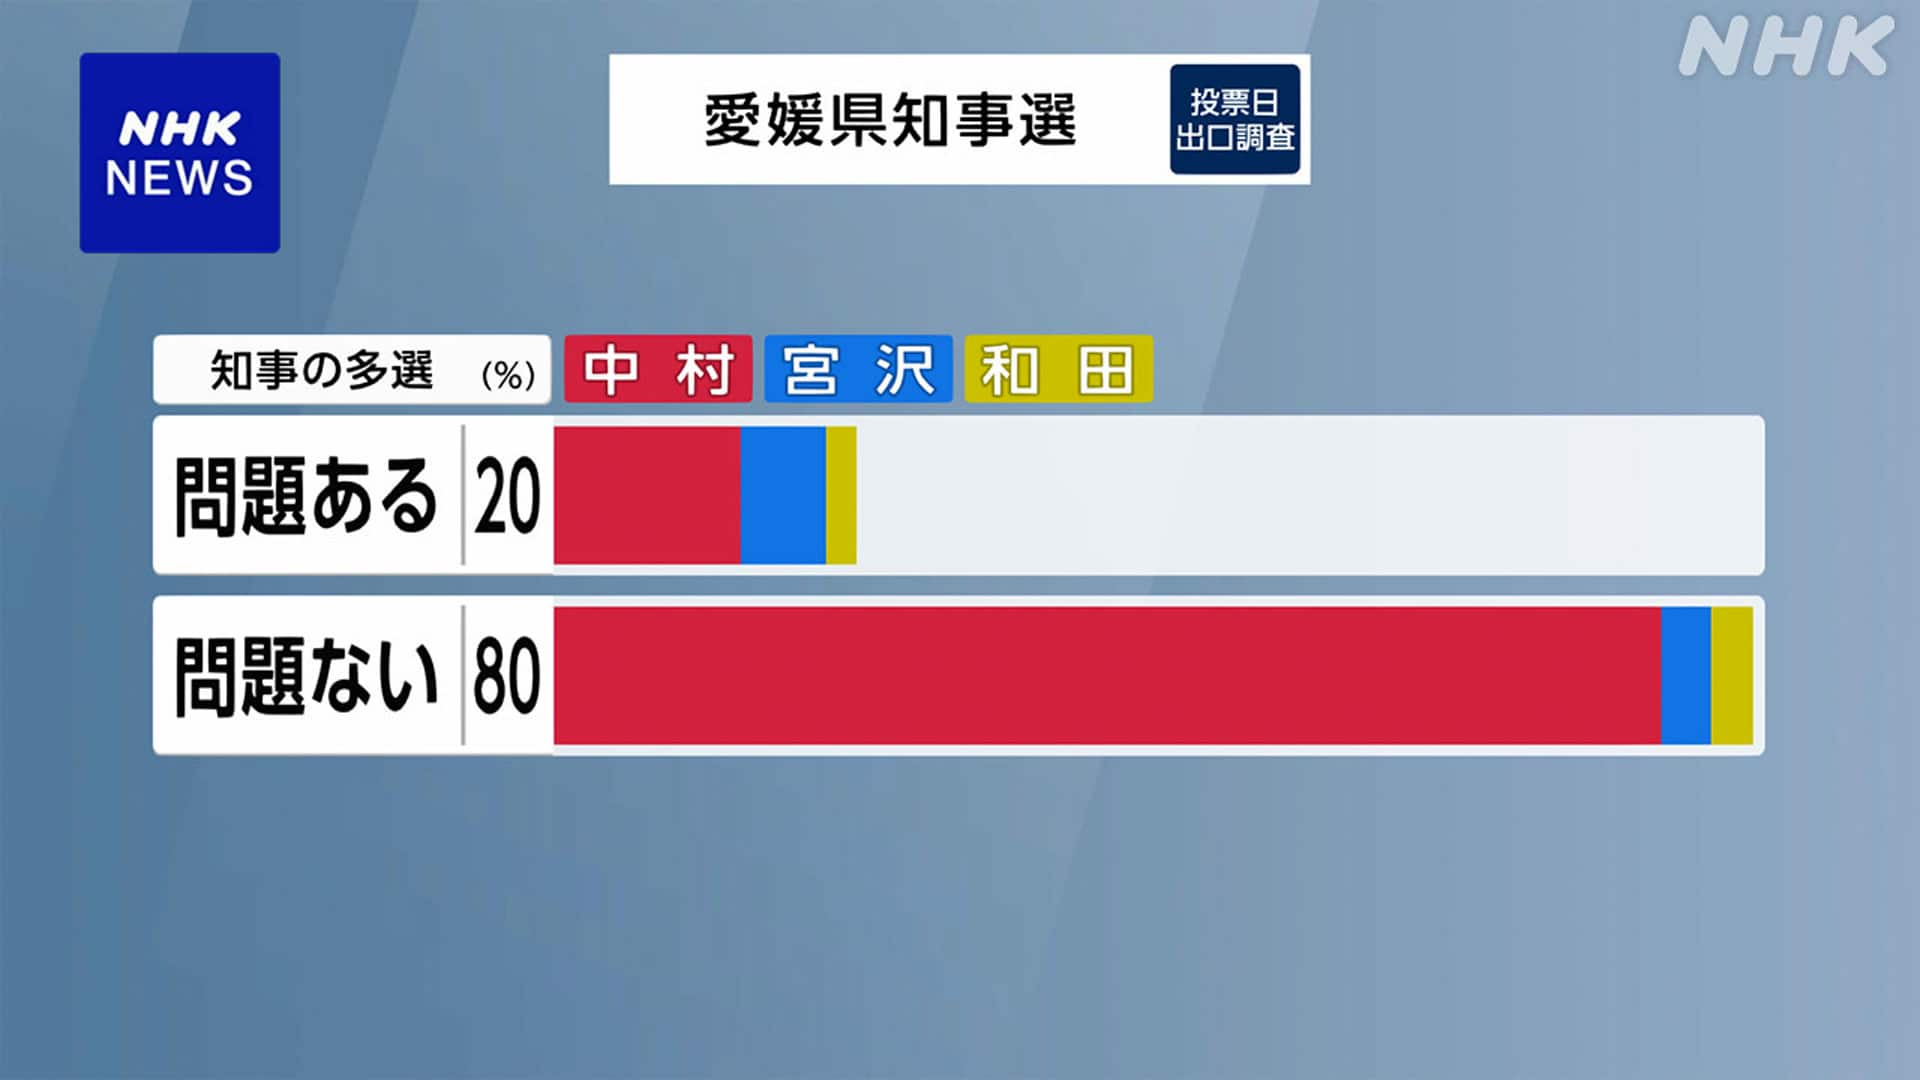 NHK
NHK
NEWS
愛媛県知事選
投票日
出口調査
知事の多選 (%)
中村
宮沢
和田
問題ある 20
問題ない 80